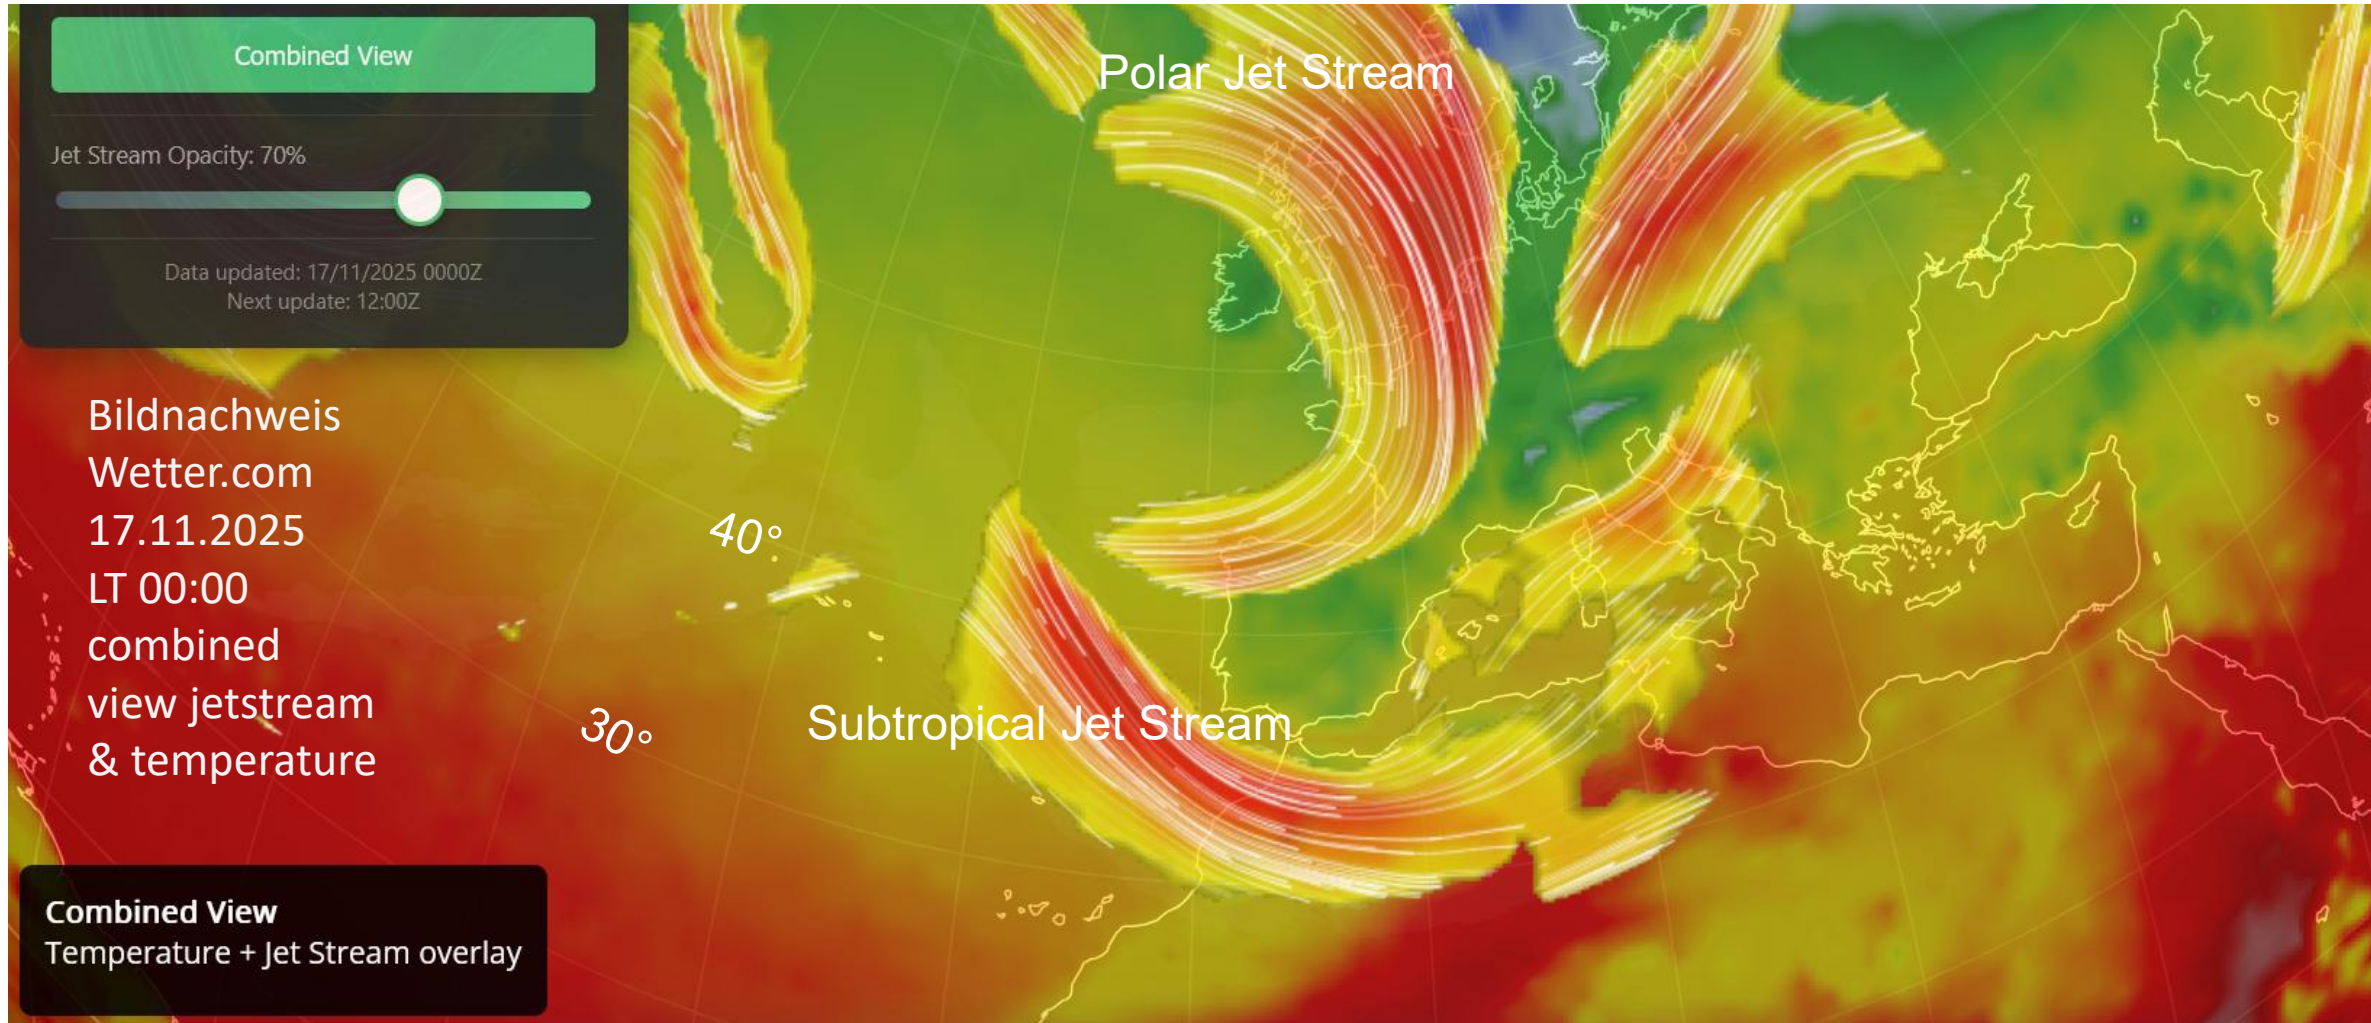 Combined View
Polar Jet Stream
Jet Stream Opacity: 70%
Data updated: 17/11/2025 0000Z
Next update: 12:00Z
Bildnachweis
Wetter.com
17.11.2025
LT 00:00
combined
view jetstream
& temperature
40°
30°
Subtropical Jet Stream
Combined View
Temperature + Jet Stream overlay